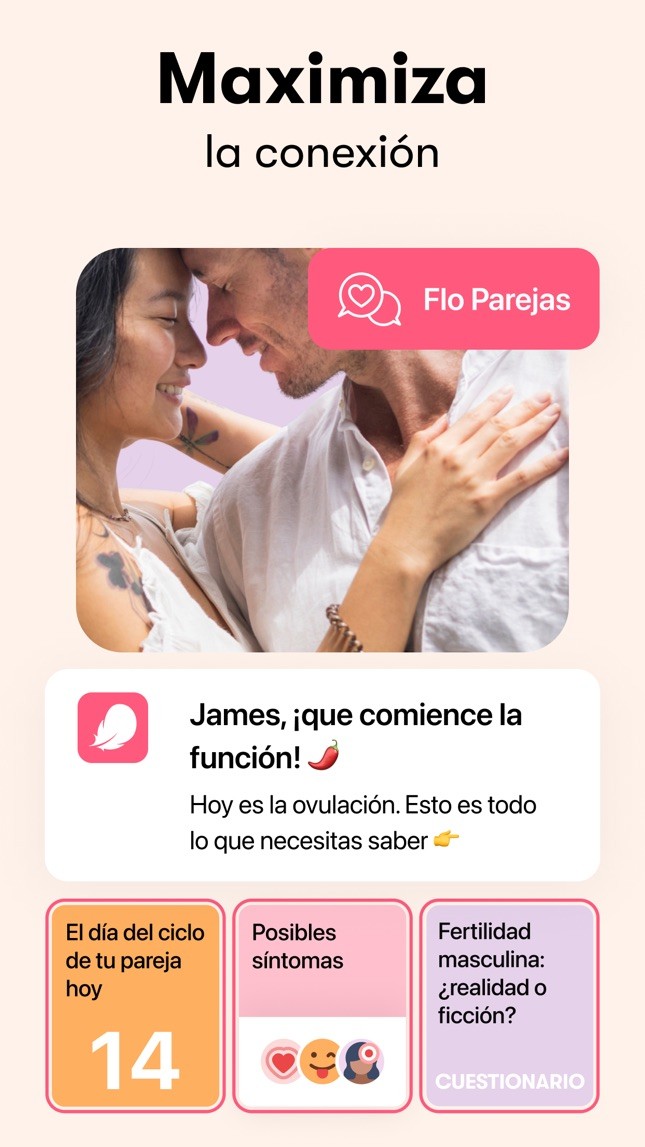 Maximiza
la conexión
Flo Parejas
James, ¡que comience la
función! 🌶️
Hoy es la ovulación. Esto es todo
lo que necesitas saber 👉
El día del ciclo
de tu pareja
hoy
14
Posibles
síntomas
Fertilidad
masculina:
¿realidad o
ficción?
CUESTIONARIO